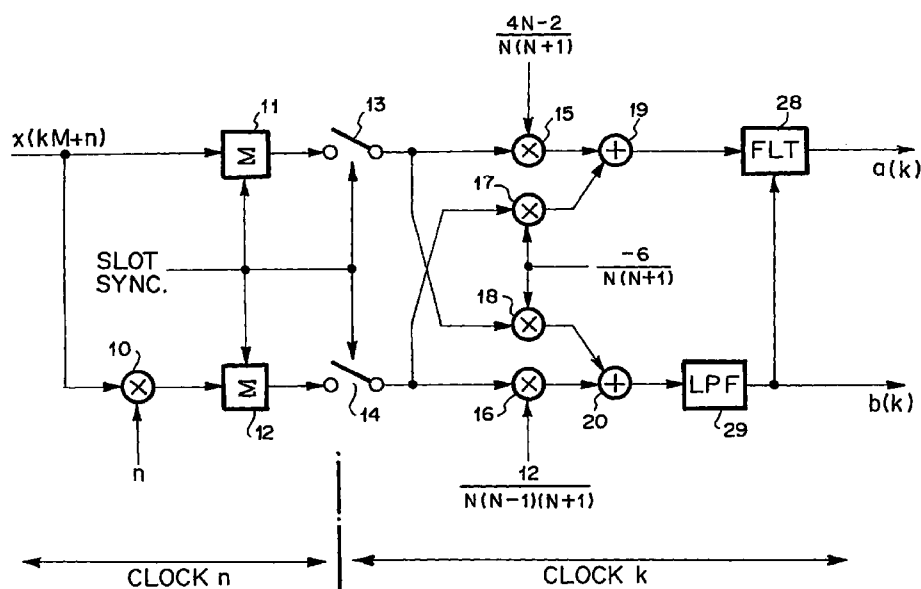 4N-2
N(N+1)
x(kM+n)
11
M
13
15
19
28
FLT
a(k)
17
SLOT
SYNC.
-6
N(N+1)
18
10
M
12
14
16
20
LPF
29
b(k)
n
12
N(N-1)(N+1)
CLOCK n
CLOCK k